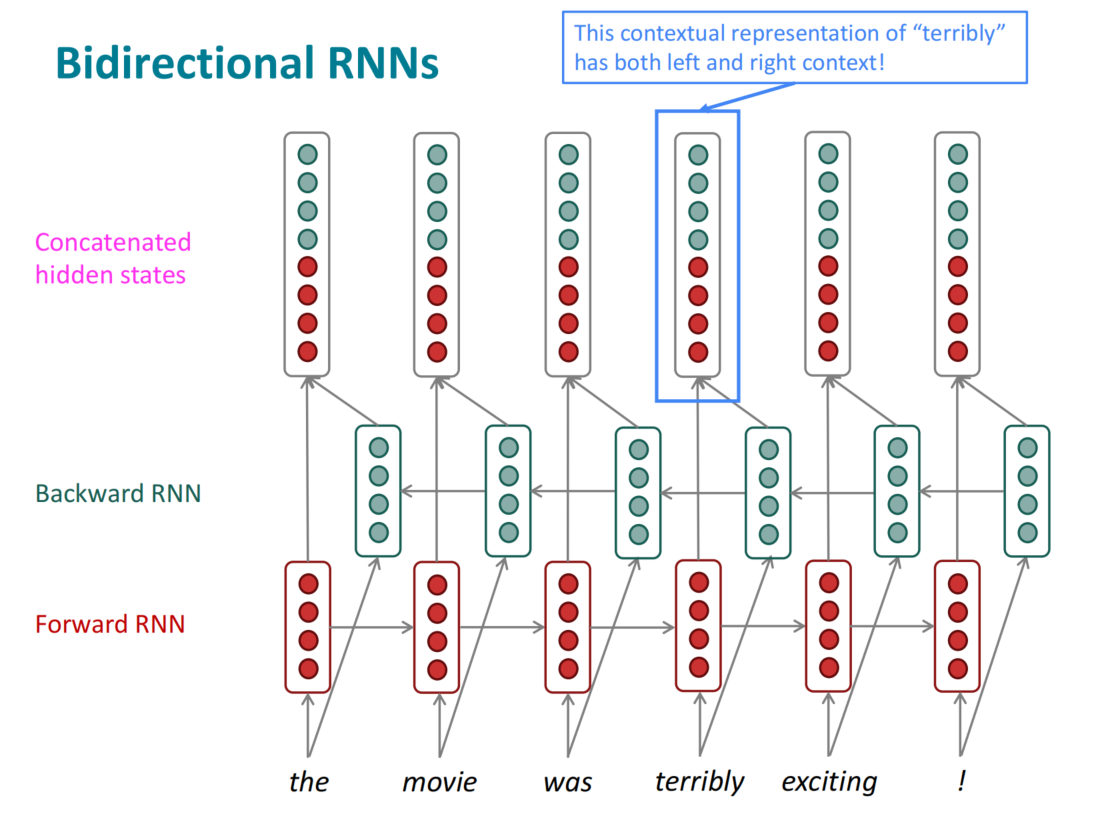 Bidirectional RNNs
This contextual representation of “terribly”
has both left and right context!
Concatenated
hidden states
Backward RNN
Forward RNN
the movie was terribly exciting !